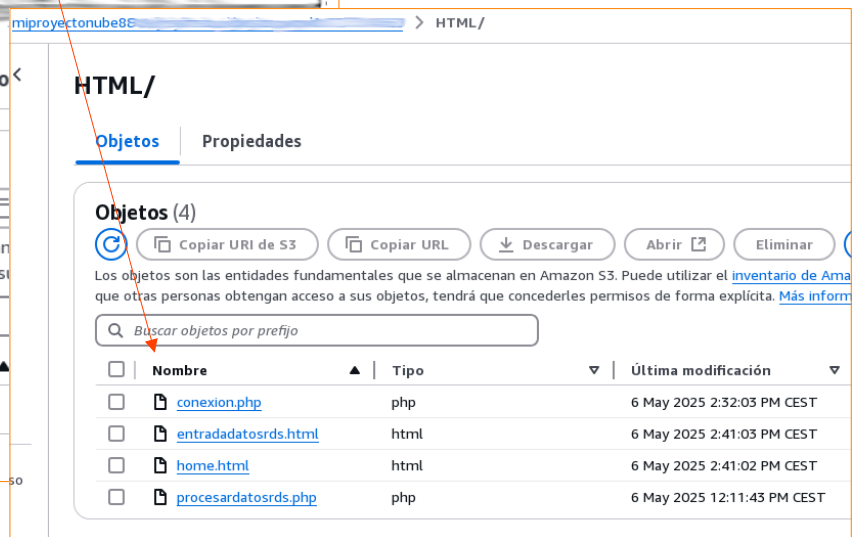 miproyectonube88 > HTML/
HTML/
Objetos Propiedades
Objetos (4)
Copiar URI de S3 Copiar URL Descargar Abrir Eliminar
Los objetos son las entidades fundamentales que se almacenan en Amazon S3. Puede utilizar el inventario de Ama
que otras personas obtengan acceso a sus objetos, tendrá que concederles permisos de forma explícita. Más inform
Buscar objetos por prefijo
Nombre Tipo Última modificación
conexion.php php 6 May 2025 2:32:03 PM CEST
entradadatosrds.html html 6 May 2025 2:41:03 PM CEST
home.html html 6 May 2025 2:41:02 PM CEST
so
procesardatosrds.php php 6 May 2025 12:11:43 PM CEST